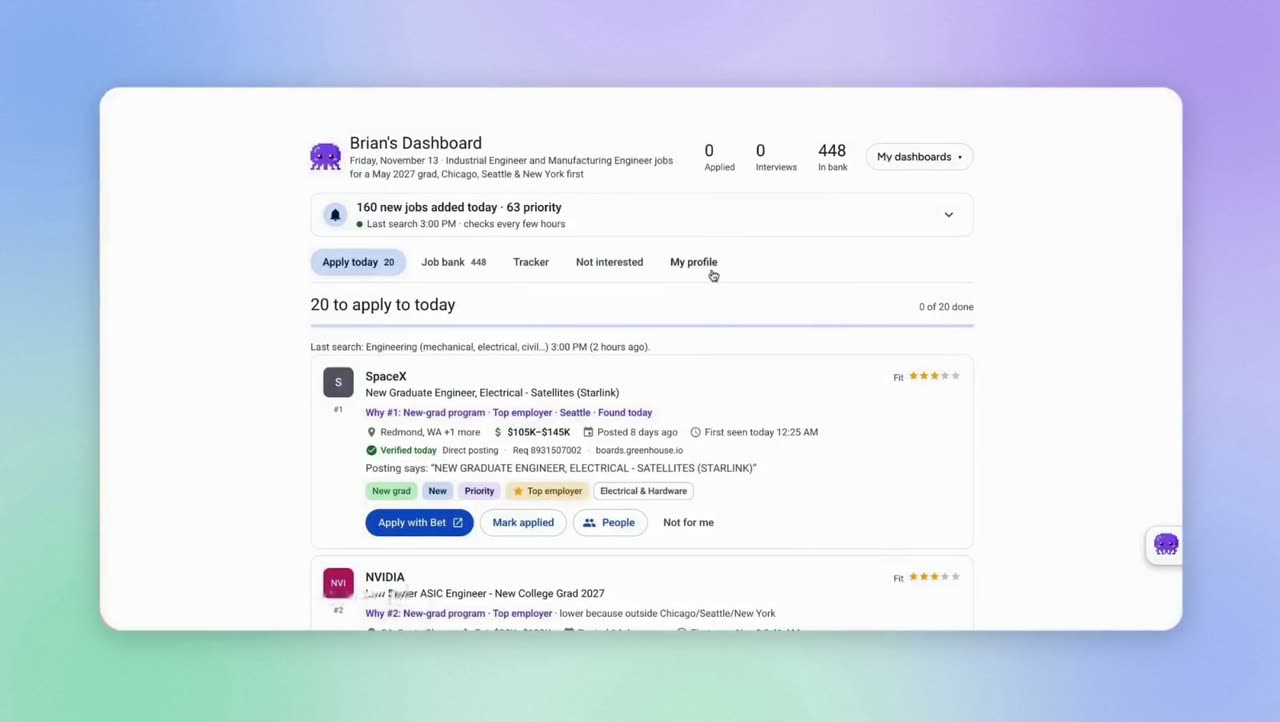 Brian's Dashboard
Friday, November 13 · Industrial Engineer and Manufacturing Engineer jobs
for a May 2027 grad, Chicago, Seattle & New York first
0
Applied
0
Interviews
448
In bank
My dashboards
160 new jobs added today · 63 priority
Last search 3:00 PM · checks every few hours
Apply today 20
Job bank 448
Tracker
Not interested
My profile
20 to apply to today
0 of 20 done
Last search: Engineering (mechanical, electrical, civil...) 3:00 PM (2 hours ago).
S
#1
SpaceX
Fit
New Graduate Engineer, Electrical - Satellites (Starlink)
Why #1: New-grad program · Top employer · Seattle · Found today
Redmond, WA +1 more $ $105K–$145K Posted 8 days ago First seen today 12:25 AM
Verified today Direct posting · Req 8931507002 · boards.greenhouse.io
Posting says: “NEW GRADUATE ENGINEER, ELECTRICAL - SATELLITES (STARLINK)”
New grad
New
Priority
Top employer
Electrical & Hardware
Apply with Bet
Mark applied
People
Not for me
NVI
#2
NVIDIA
Fit
ASIC Engineer - New College Grad 2027
Why #2: New-grad program · Top employer · lower because outside Chicago/Seattle/New York